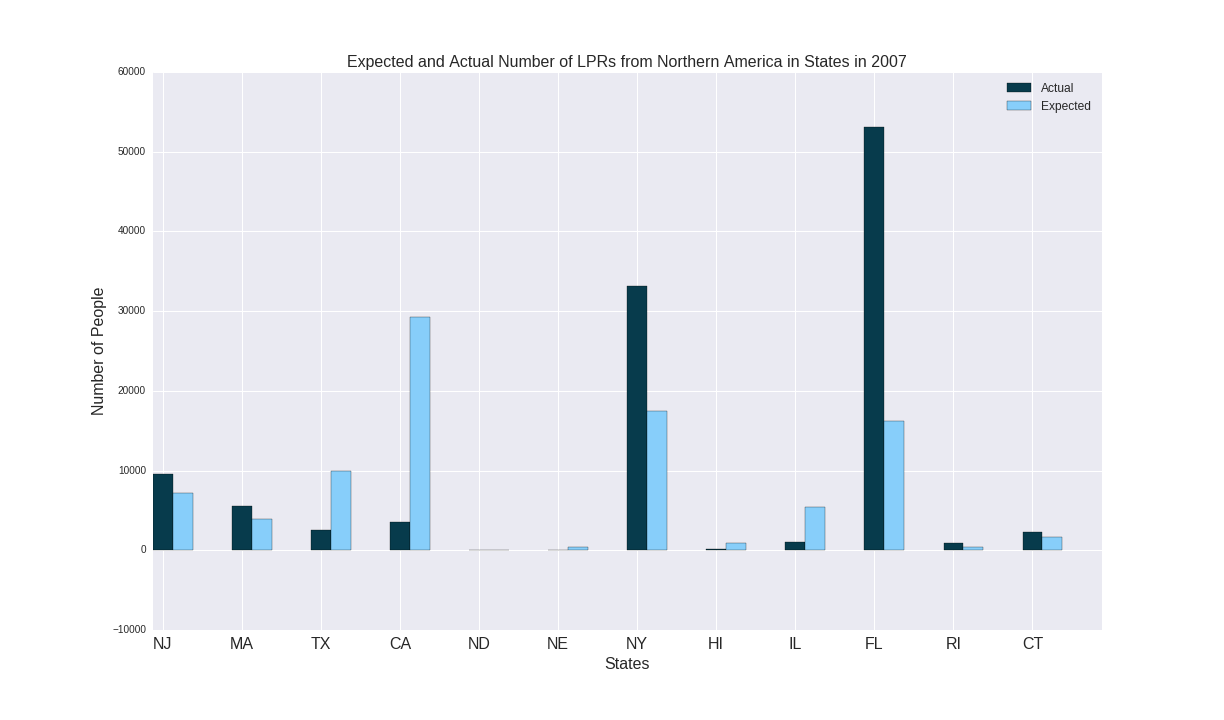 Expected and Actual Number of LPRs from Northern America in States in 2007
Actual
Expected
60000
50000
40000
30000
20000
10000
0
−10000
Number of People
NJ MA TX CA ND NE NY HI IL FL RI CT
States